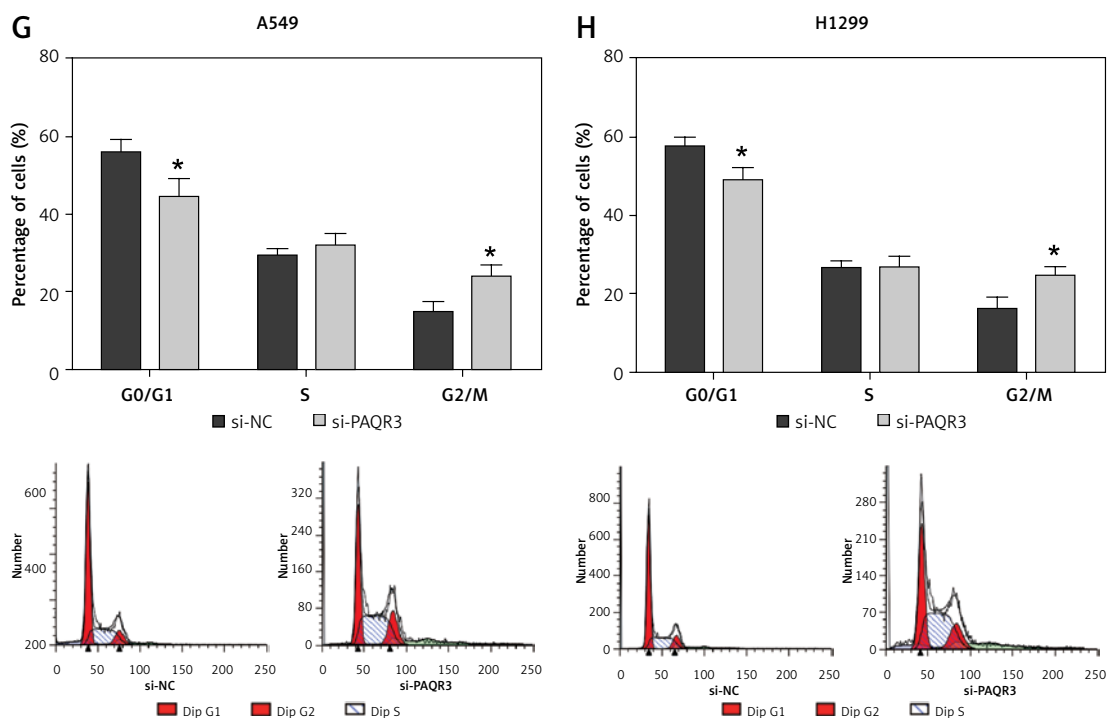 G
A549
Percentage of cells (%)
80
60
40
20
0
*
*
G0/G1 S G2/M
si-NC si-PAQR3
H
H1299
Percentage of cells (%)
80
60
40
20
0
*
*
G0/G1 S G2/M
si-NC si-PAQR3
Number
600
400
200
0 50 100 150 200 250
si-NC
Number
320
240
160
80
0
0 50 100 150 200 250
si-PAQR3
Dip G1 Dip G2 Dip S
Number
800
600
400
200
0
0 50 100 150 200 250
si-NC
Number
280
210
140
70
0
0 50 100 150 200 250
si-PAQR3
Dip G1 Dip G2 Dip S